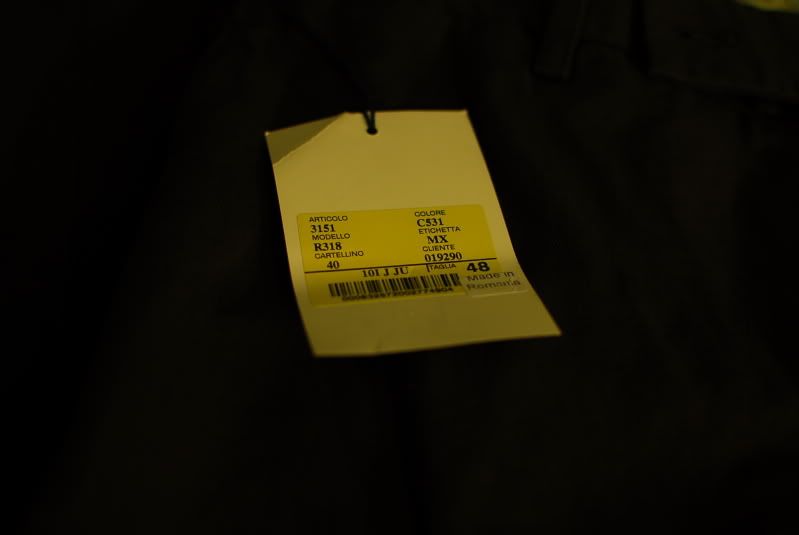 ARTICOLO COLORE
3151 C531
MODELLO ETICHETTA
R318 MX
CARTELLINO CLIENTE
40 019290
101 J JU TAGLIA 48
Made in
Romania